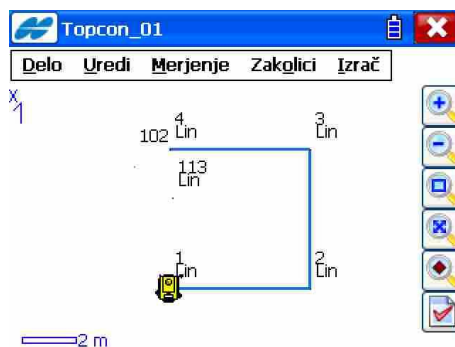 Topcon_01
Delo Uredi Merjenje Zakolici Izrač
X
4 3
102 Lin Lin
113
Lin
1 2
Lin Lin
2 m